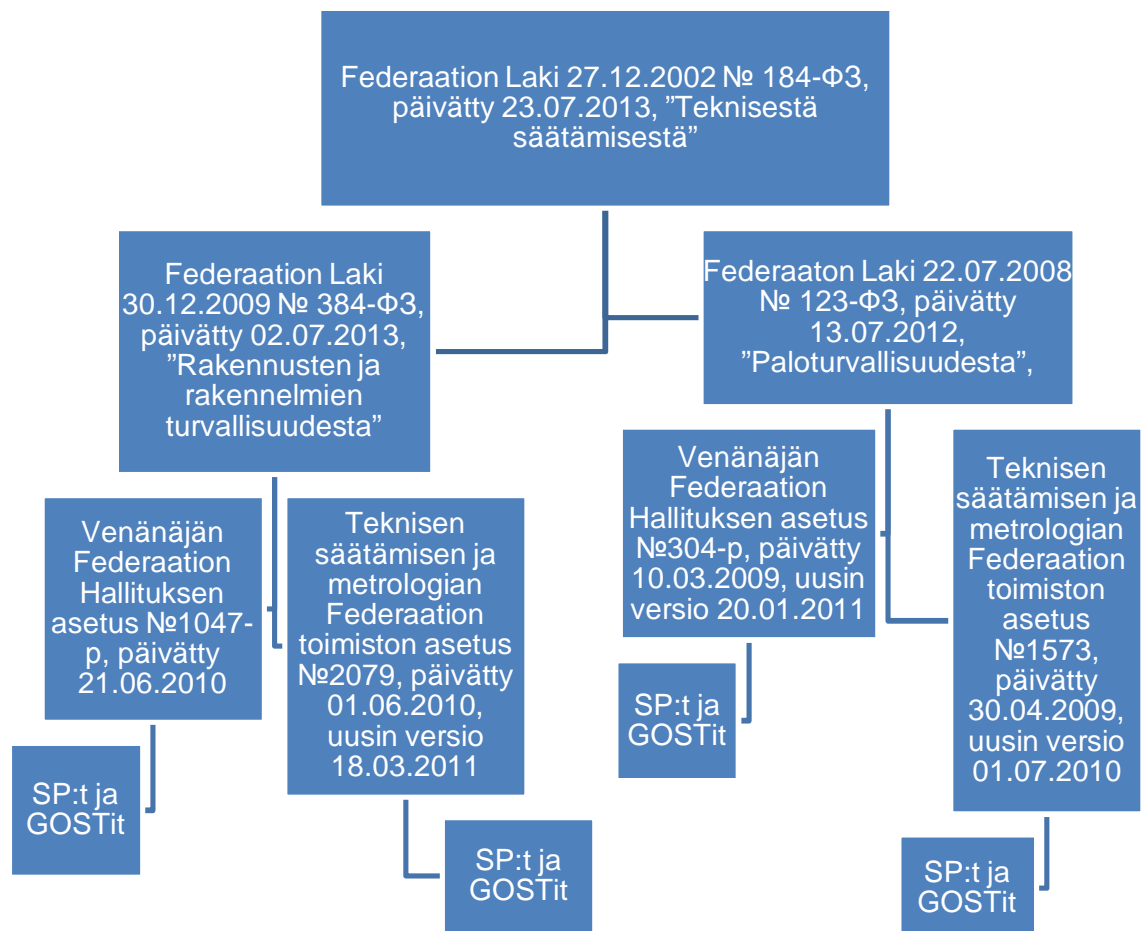 Federaation Laki 27.12.2002 № 184-ФЗ,
päivätty 23.07.2013, ”Teknisestä
säätämisestä”
Federaation Laki
30.12.2009 № 384-ФЗ,
päivätty 02.07.2013,
”Rakennusten ja
rakennelmien
turvallisuudesta”
Federaaton Laki 22.07.2008
№ 123-ФЗ, päivätty
13.07.2012,
”Paloturvallisuudesta”,
Venänäjän
Federaation
Hallituksen
asetus №1047-
p, päivätty
21.06.2010
Teknisen
säätämisen ja
metrologian
Federaation
toimiston asetus
№2079, päivätty
01.06.2010,
uusin versio
18.03.2011
Venänäjän
Federaation
Hallituksen asetus
№304-p, päivätty
10.03.2009, uusin
versio 20.01.2011
Teknisen
säätämisen ja
metrologian
Federaation
toimiston
asetus
№1573,
päivätty
30.04.2009,
uusin versio
01.07.2010
SP:t ja
GOSTit
SP:t ja
GOSTit
SP:t ja
GOSTit
SP:t ja
GOSTit